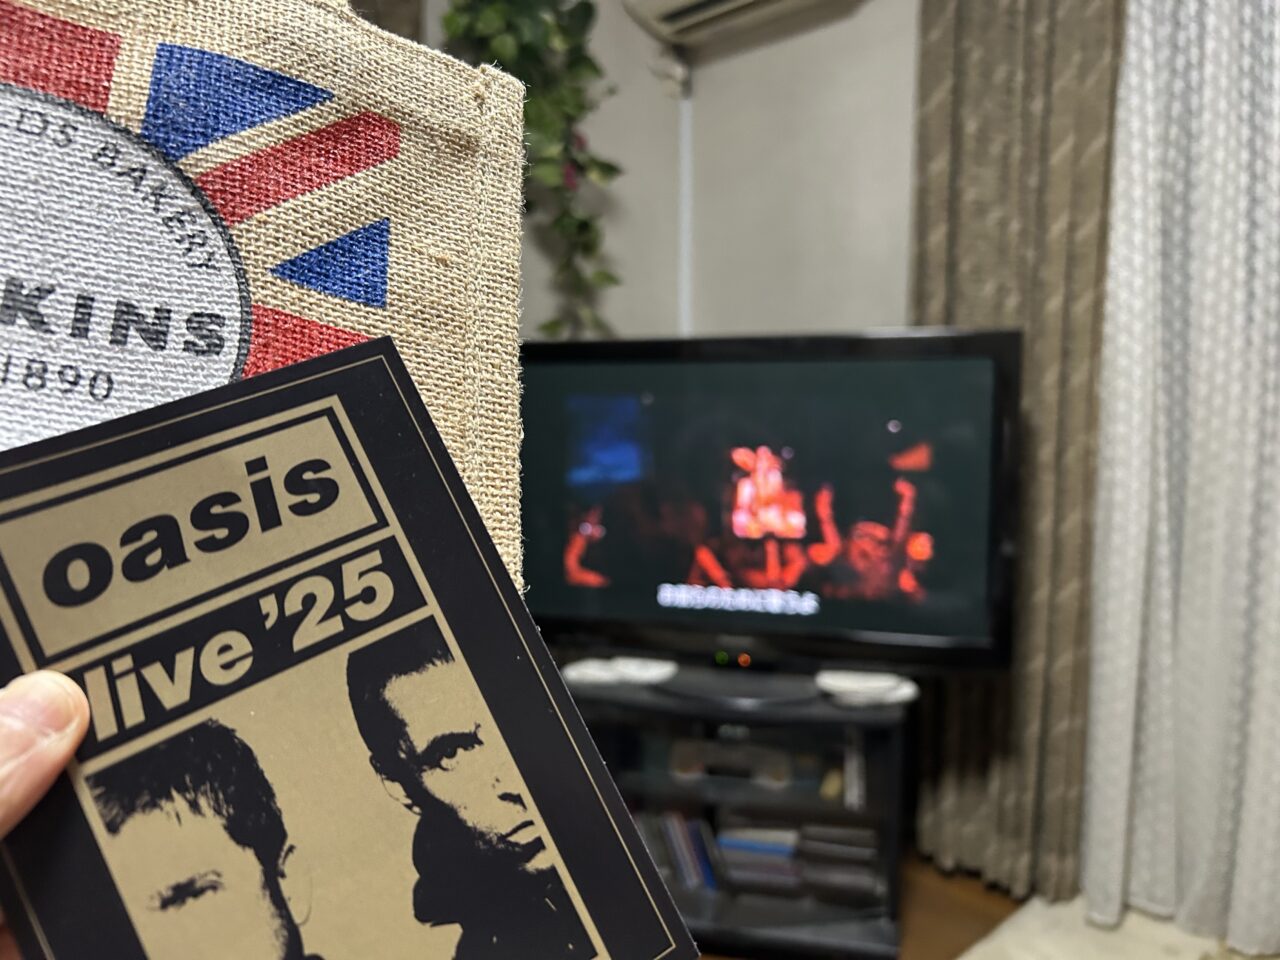 DS BAKERY
KINS
1890
oasis
live '25